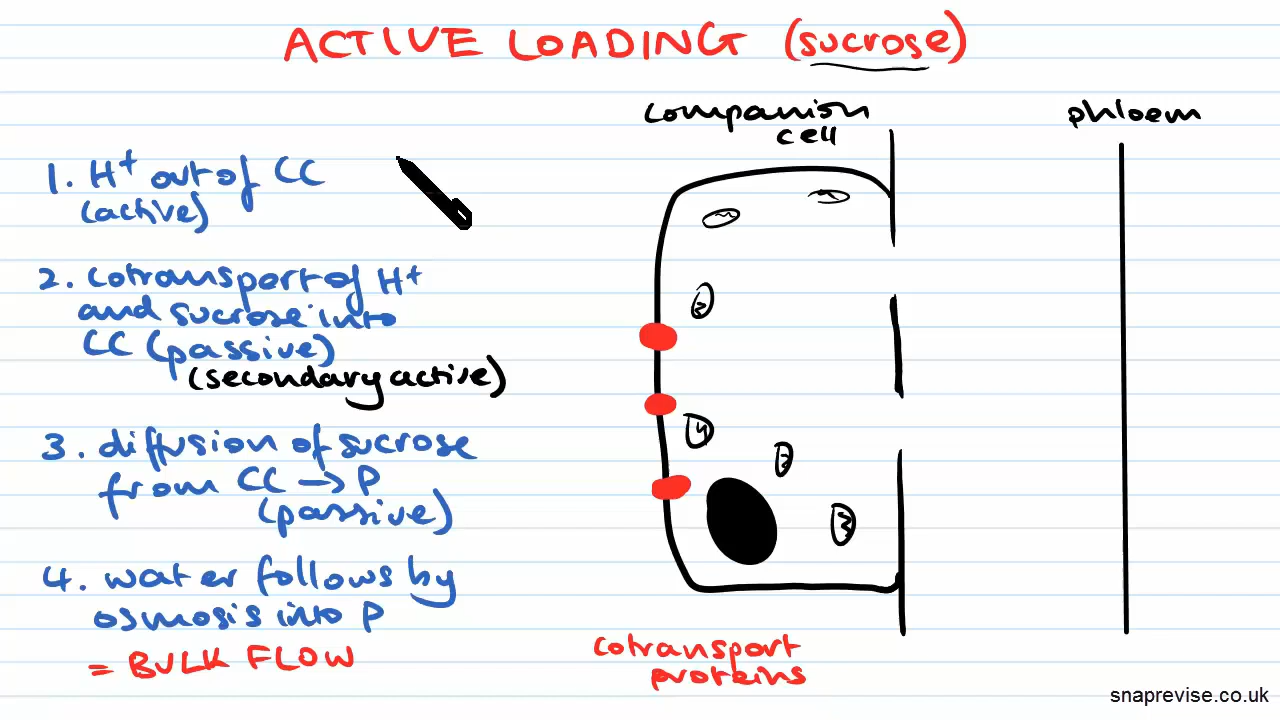 ACTIVE LOADING (sucrose)
companion
cell
phloem
1. H+ out of CC
(active)
2. cotransport of H+
and sucrose into
CC (passive)
(secondary active)
3. diffusion of sucrose
from CC → P
(passive)
4. water follows by
osmosis into P
= BULK FLOW
cotransport
proteins
snaprevise.co.uk